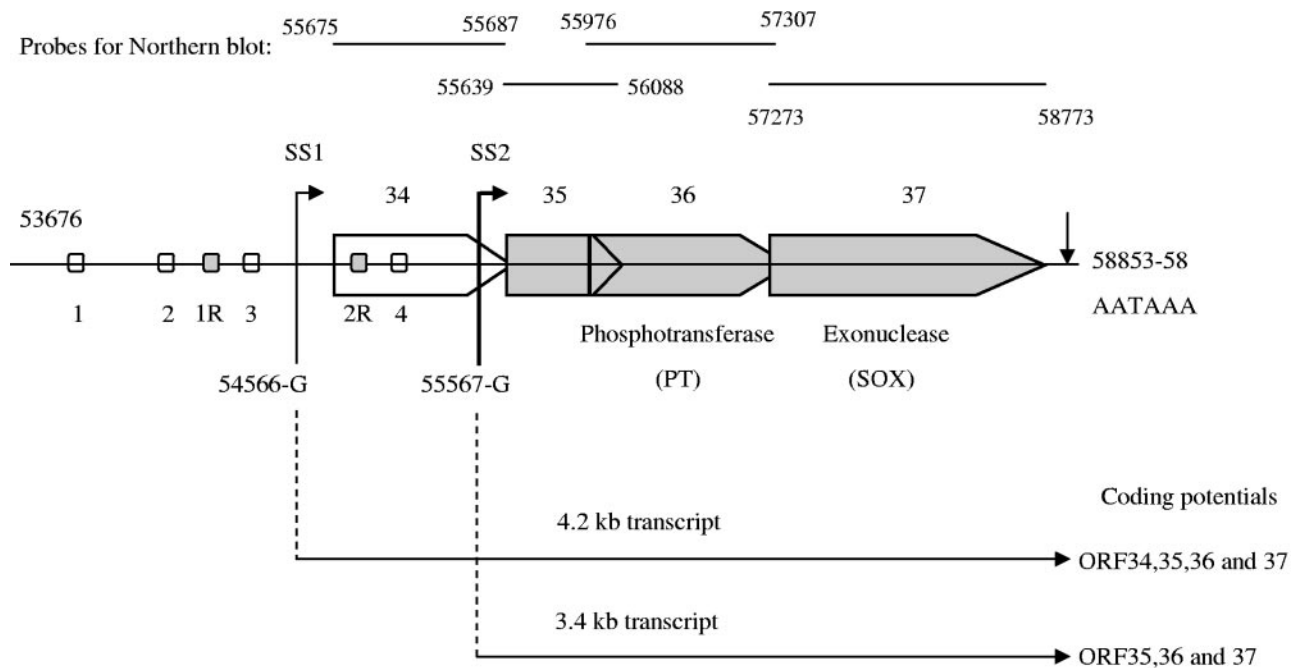 55675 55687 55976 57307
Probes for Northern blot:
55639 56088 57273 58773
SS1 SS2
34 35 36 37
53676
58853-58
AATAAA
1 2 1R 3 2R 4
Phosphotransferase
(PT)
Exonuclease
(SOX)
54566-G 55567-G
Coding potentials
4.2 kb transcript
ORF34,35,36 and 37
3.4 kb transcript
ORF35,36 and 37